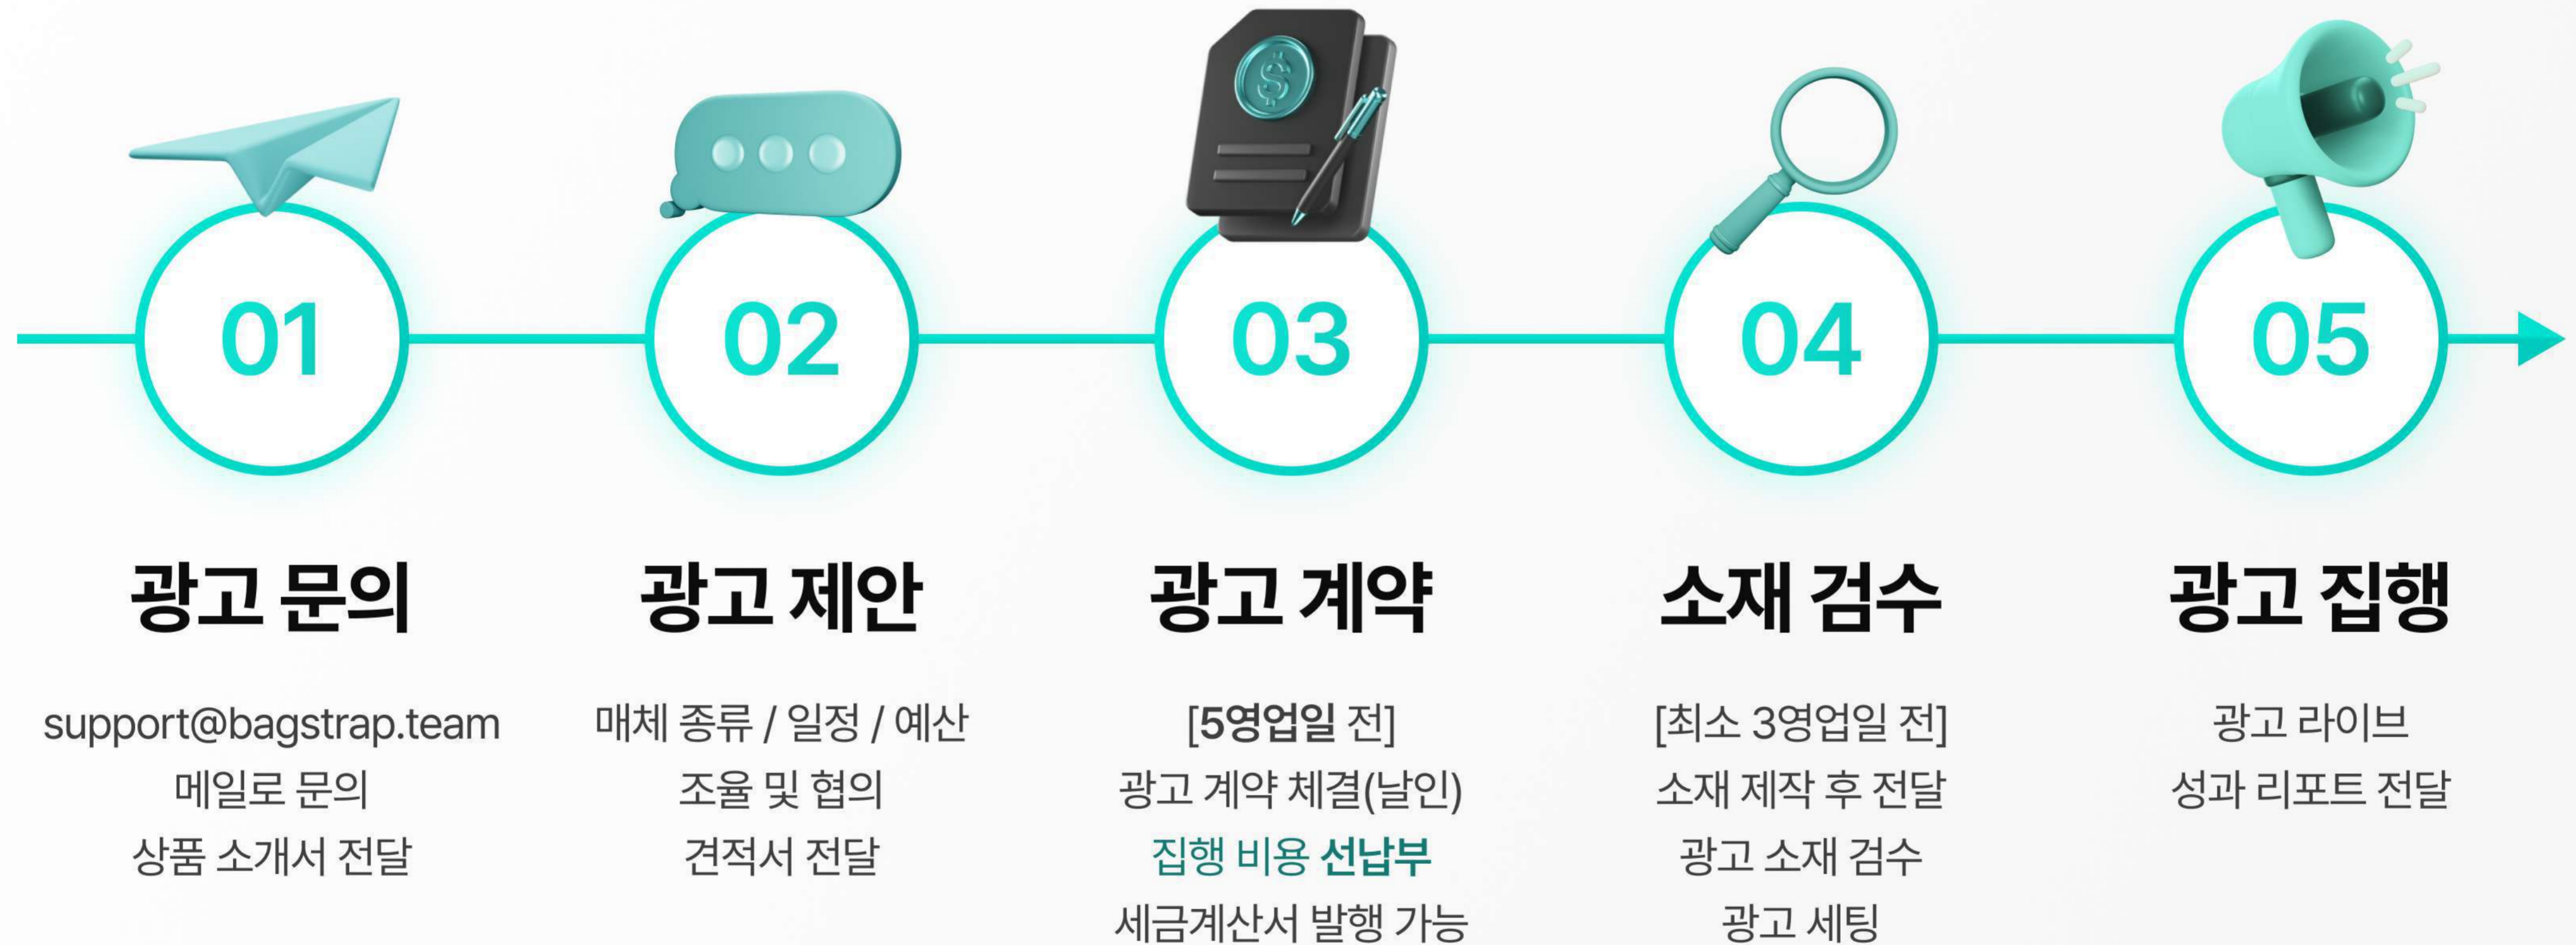 01
02
03
04
05
광고 문의
support@bagstrap.team
메일로 문의
상품 소개서 전달
광고 제안
매체 종류 / 일정 / 예산
조율 및 협의
견적서 전달
광고 계약
[5영업일 전]
광고 계약 체결(날인)
집행 비용 선납부
세금계산서 발행 가능
소재 검수
[최소 3영업일 전]
소재 제작 후 전달
광고 소재 검수
광고 세팅
광고 집행
광고 라이브
성과 리포트 전달